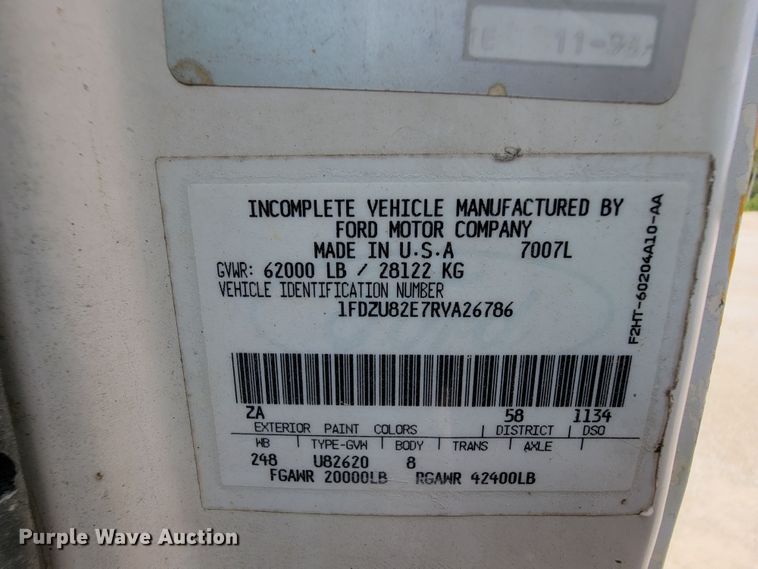 11-94
INCOMPLETE VEHICLE MANUFACTURED BY
FORD MOTOR COMPANY
MADE IN U.S.A 7007L
GVWR: 62000 LB / 28122 KG
VEHICLE IDENTIFICATION NUMBER
1FDZU82E7RVA26786
F2HT-60204A10-AA
ZA 58 1134
EXTERIOR PAINT COLORS DISTRICT DSO
WB TYPE-GVW BODY TRANS AXLE
248 U82620 8
FGAWR 20000LB RGAWR 42400LB
Purple Wave Auction